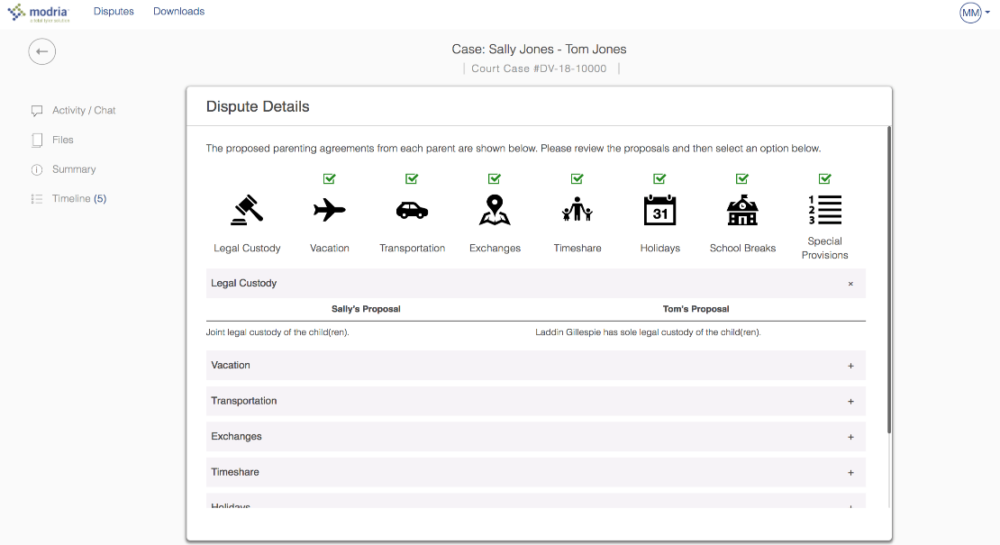 modria
Disputes
Downloads
MM
Case: Sally Jones - Tom Jones
| Court Case #DV-18-10000 |
Activity / Chat
Files
Summary
Timeline (5)
Dispute Details
The proposed parenting agreements from each parent are shown below. Please review the proposals and then select an option below.
31
1
2
3
Legal Custody
Vacation
Transportation
Exchanges
Timeshare
Holidays
School Breaks
Special
Provisions
Legal Custody ×
Sally's Proposal
Tom's Proposal
Joint legal custody of the child(ren).
Laddin Gillespie has sole legal custody of the child(ren).
Vacation +
Transportation +
Exchanges +
Timeshare +
Holidays